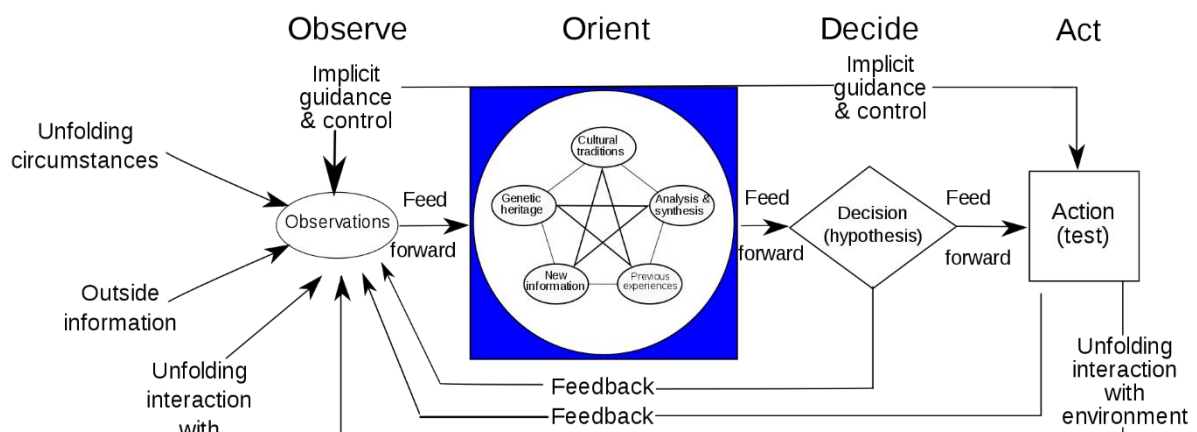 Observe
Orient
Decide
Act
Implicit
guidance
& control
Implicit
guidance
& control
Unfolding
circumstances
Observations
Outside
information
Unfolding
interaction
with
Feed
forward
Cultural
traditions
Genetic
heritage
Analysis &
synthesis
New
information
Previous
experiences
Feed
forward
Decision
(hypothesis)
Feed
forward
Action
(test)
Feedback
Feedback
Unfolding
interaction
with
environment